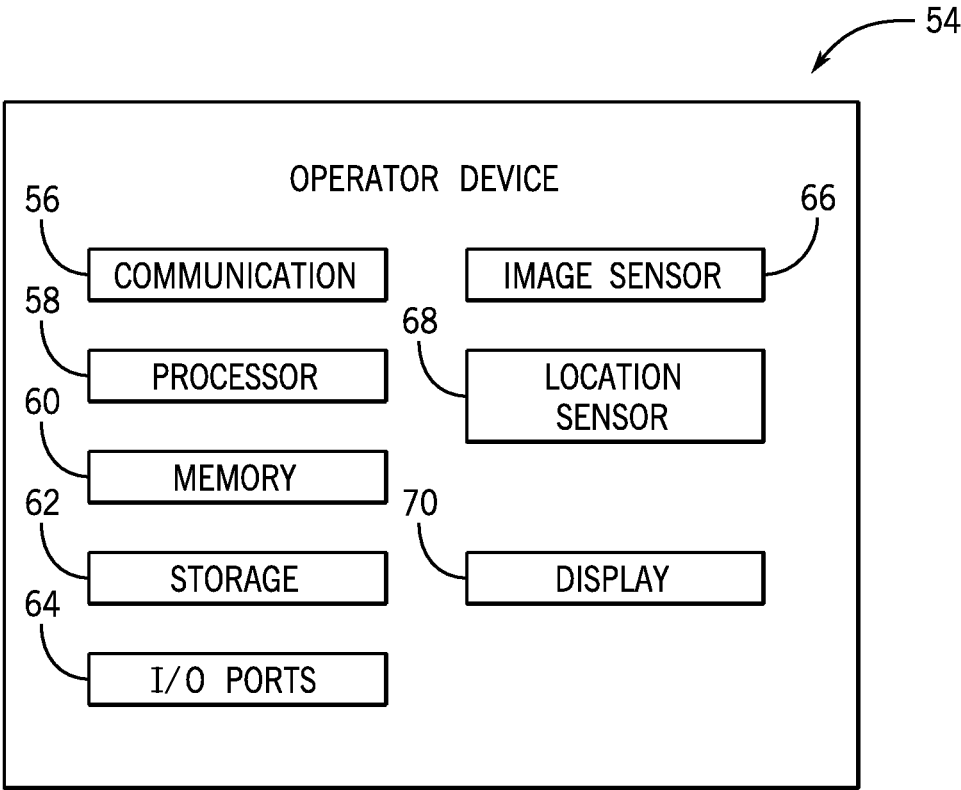 54
OPERATOR DEVICE
56
COMMUNICATION
58
PROCESSOR
60
MEMORY
62
STORAGE
64
I/O PORTS
66
IMAGE SENSOR
68
LOCATION
SENSOR
70
DISPLAY